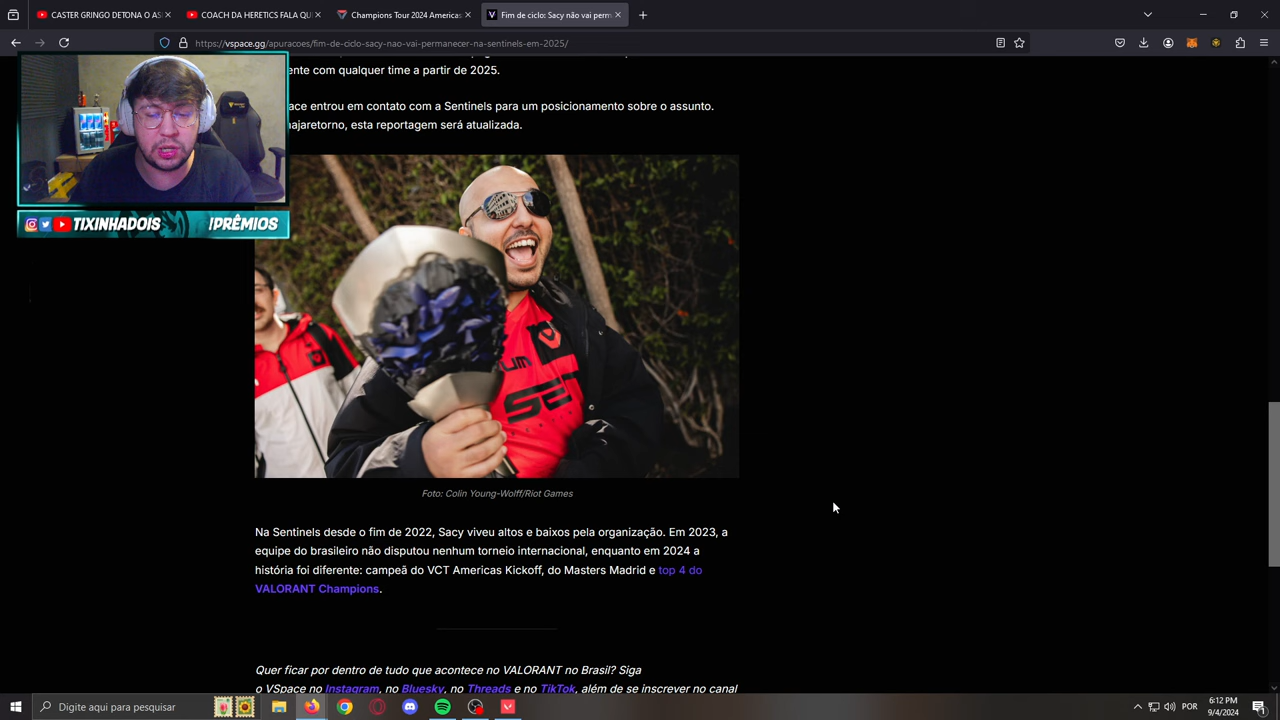 CASTER GRINGO DETONA O AS
COACH DA HERETICS FALA QU
Champions Tour 2024 Americas
V Fim de ciclo: Sacy não vai perm
https://vspace.gg/apuracoes/fim-de-ciclo-sacy-nao-vai-permanecer-na-sentinels-em-2025/
ente com qualquer time a partir de 2025.
ace entrou em contato com a Sentinels para um posicionamento sobre o assunto.
hajaretorno, esta reportagem será atualizada.
TIXINHADOIS !PRÊMIOS
SEN
Foto: Colin Young-Wolff/Riot Games
Na Sentinels desde o fim de 2022, Sacy viveu altos e baixos pela organização. Em 2023, a
equipe do brasileiro não disputou nenhum torneio internacional, enquanto em 2024 a
história foi diferente: campeã do VCT Americas Kickoff, do Masters Madrid e top 4 do
VALORANT Champions.
Quer ficar por dentro de tudo que acontece no VALORANT no Brasil? Siga
o VSpace no Instagram, no Bluesky, no Threads e no TikTok, além de se inscrever no canal
Digite aqui para pesquisar
POR
6:12 PM
9/4/2024